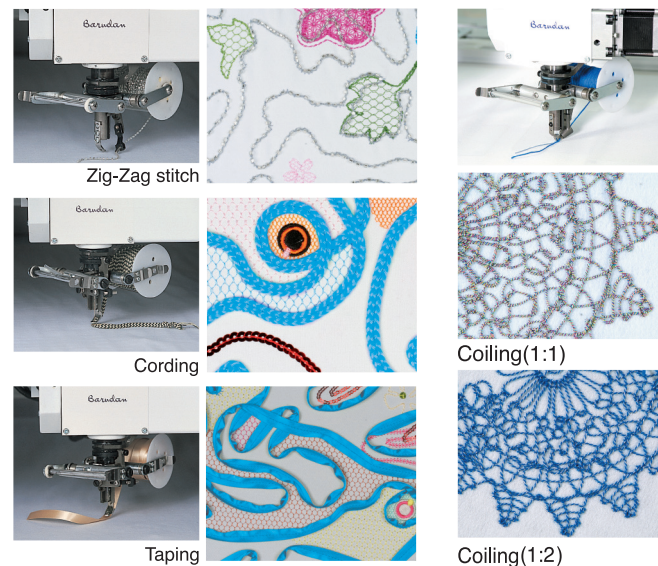 Barudan
Zig-Zag stitch
Barudan
Cording
Barudan
Taping
Barudan
Coiling(1:1)
Coiling(1:2)